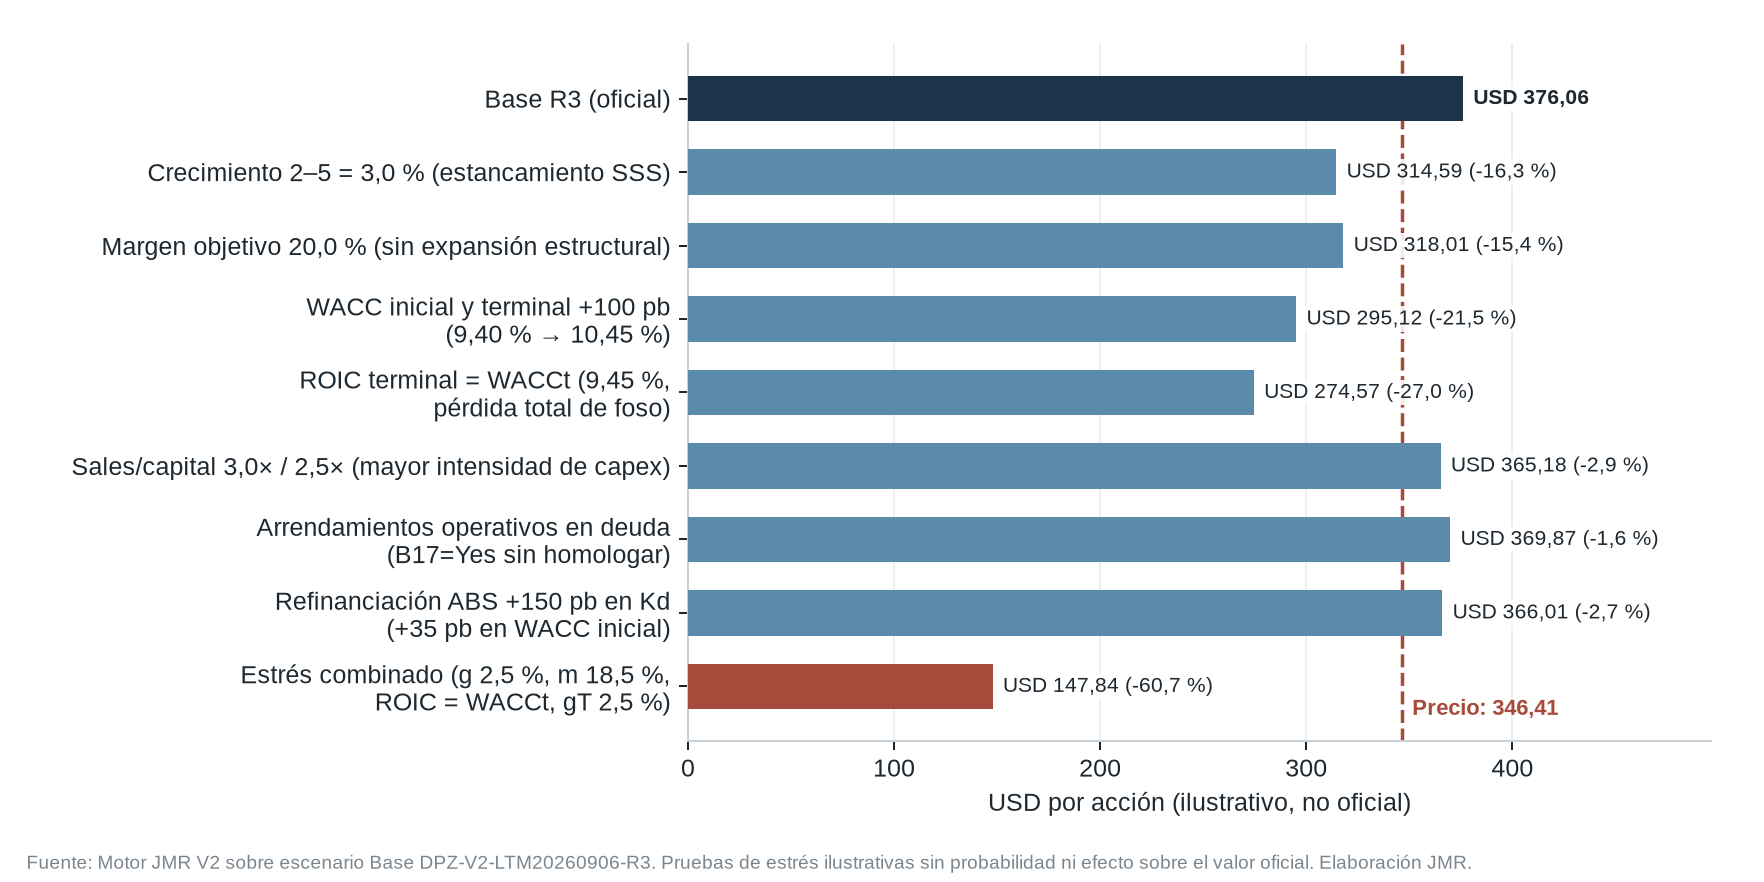 Base R3 (oficial)
USD 376,06
Crecimiento 2–5 = 3,0 % (estancamiento SSS)
USD 314,59 (-16,3 %)
Margen objetivo 20,0 % (sin expansión estructural)
USD 318,01 (-15,4 %)
WACC inicial y terminal +100 pb
(9,40 % → 10,45 %)
USD 295,12 (-21,5 %)
ROIC terminal = WACCt (9,45 %,
pérdida total de foso)
USD 274,57 (-27,0 %)
Sales/capital 3,0× / 2,5× (mayor intensidad de capex)
USD 365,18 (-2,9 %)
Arrendamientos operativos en deuda
(B17=Yes sin homologar)
USD 369,87 (-1,6 %)
Refinanciación ABS +150 pb en Kd
(+35 pb en WACC inicial)
USD 366,01 (-2,7 %)
Estrés combinado (g 2,5 %, m 18,5 %,
ROIC = WACCt, gT 2,5 %)
USD 147,84 (-60,7 %)
Precio: 346,41
0 100 200 300 400
USD por acción (ilustrativo, no oficial)
Fuente: Motor JMR V2 sobre escenario Base DPZ-V2-LTM20260906-R3. Pruebas de estrés ilustrativas sin probabilidad ni efecto sobre el valor oficial. Elaboración JMR.